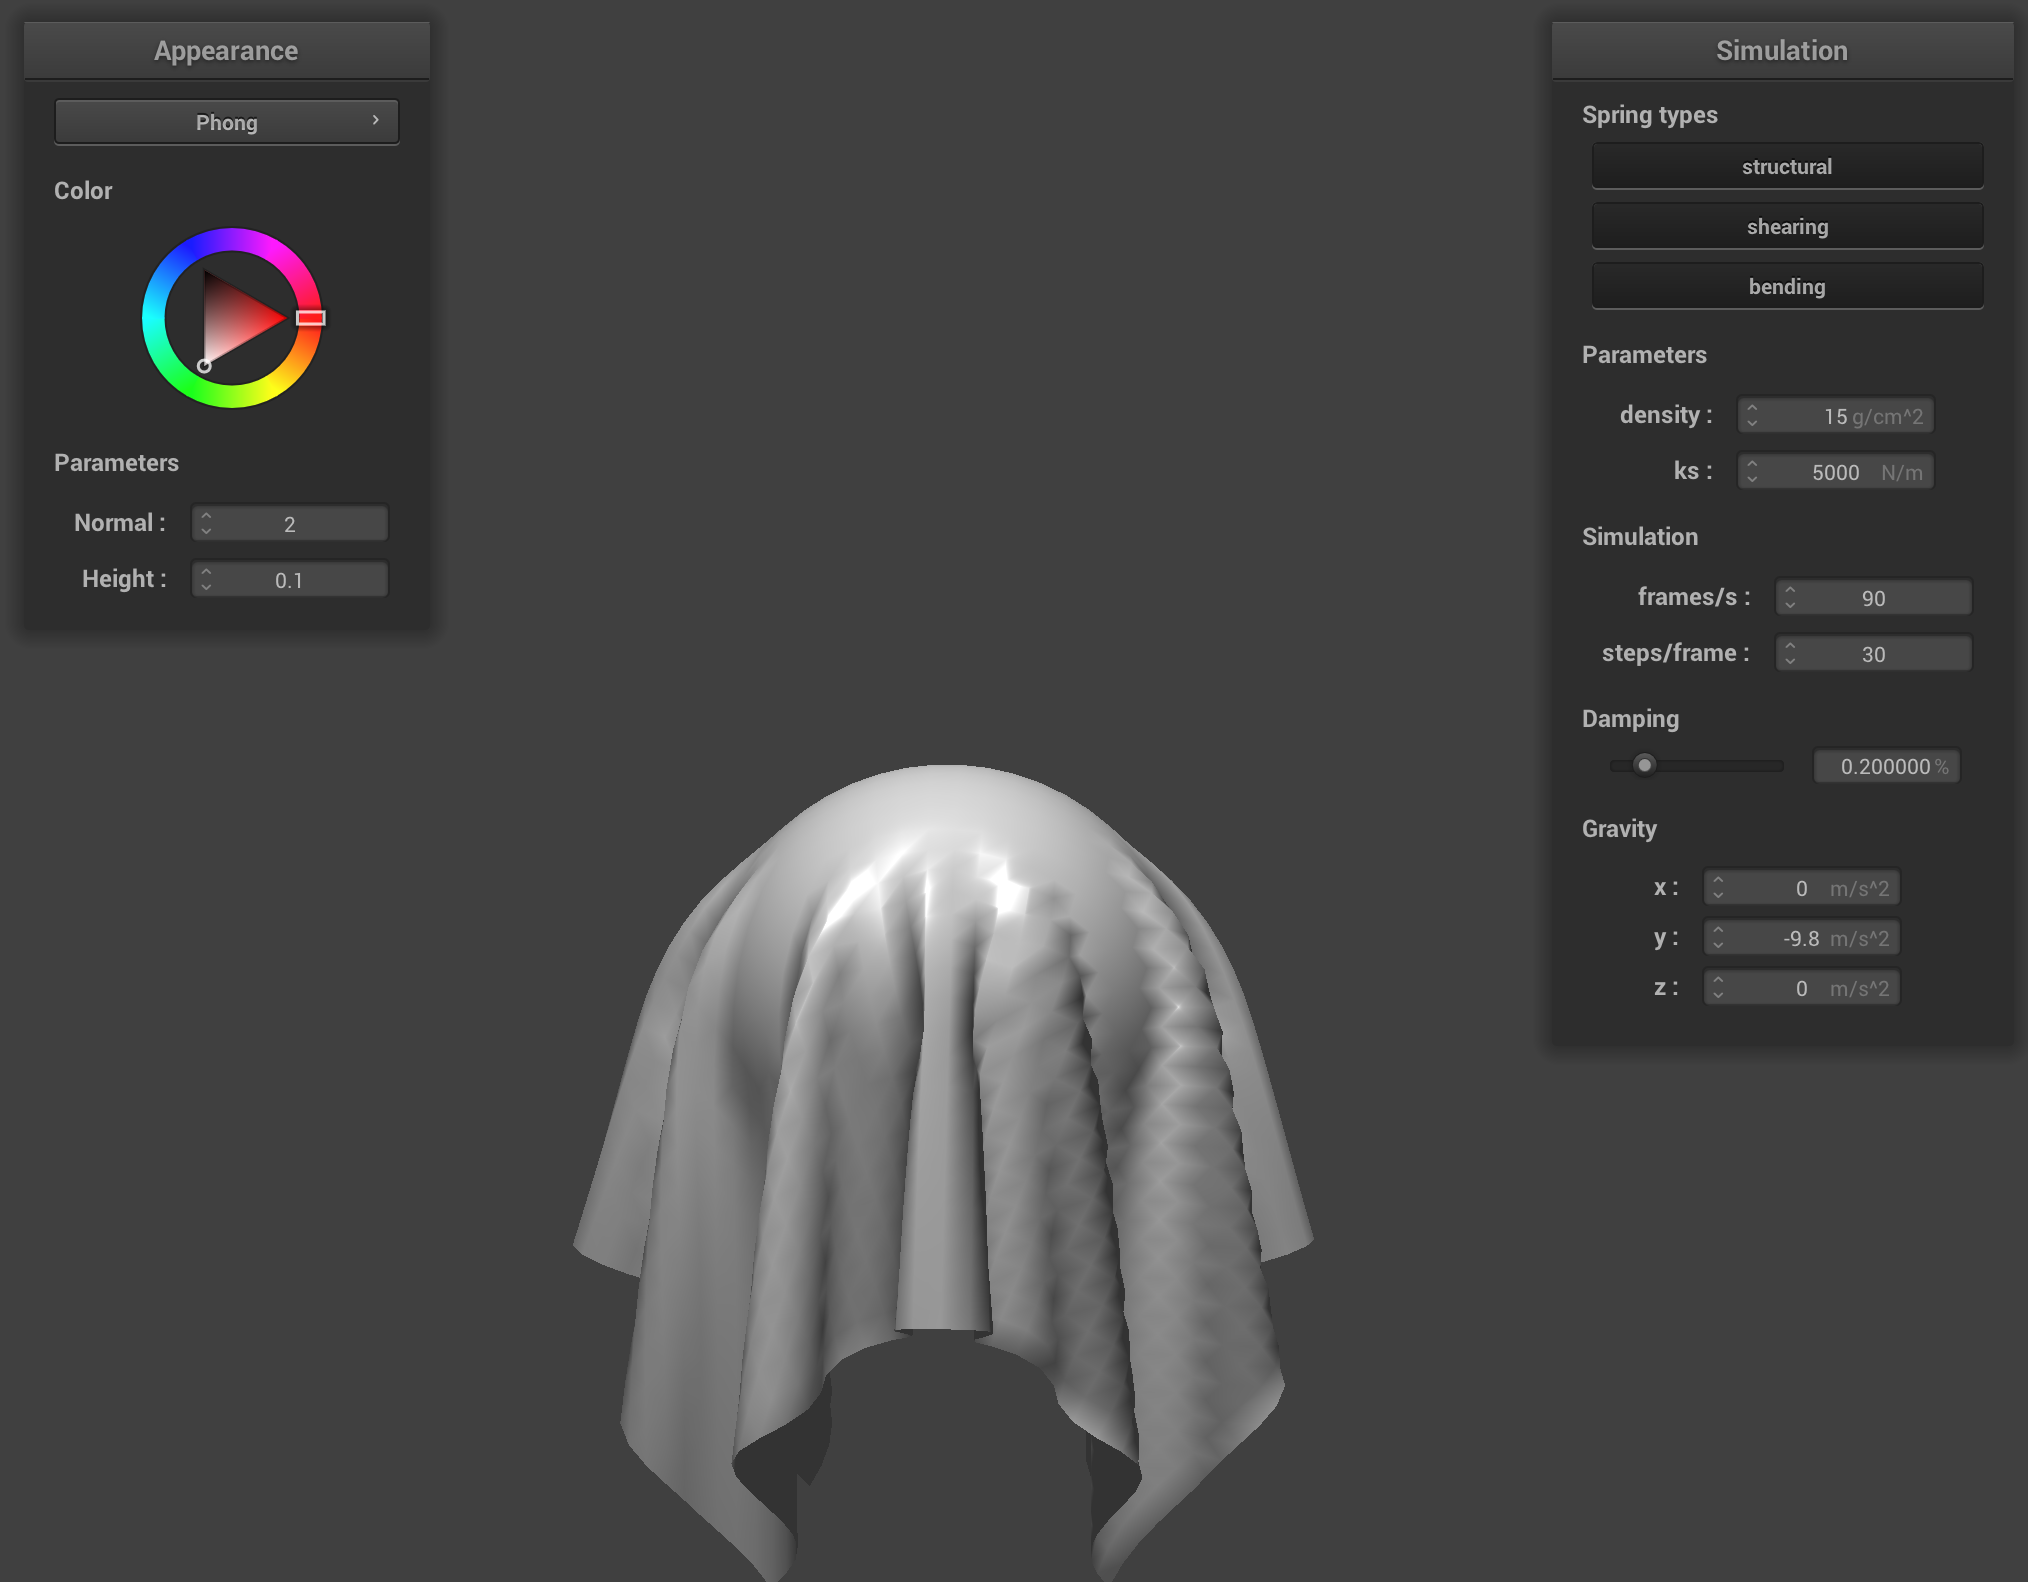 Appearance
Phong
Color
Parameters
Normal : 2
Height : 0.1
Simulation
Spring types
structural
shearing
bending
Parameters
density : 15 g/cm^2
ks : 5000 N/m
Simulation
frames/s : 90
steps/frame : 30
Damping
0.200000 %
Gravity
x : 0 m/s^2
y : -9.8 m/s^2
z : 0 m/s^2